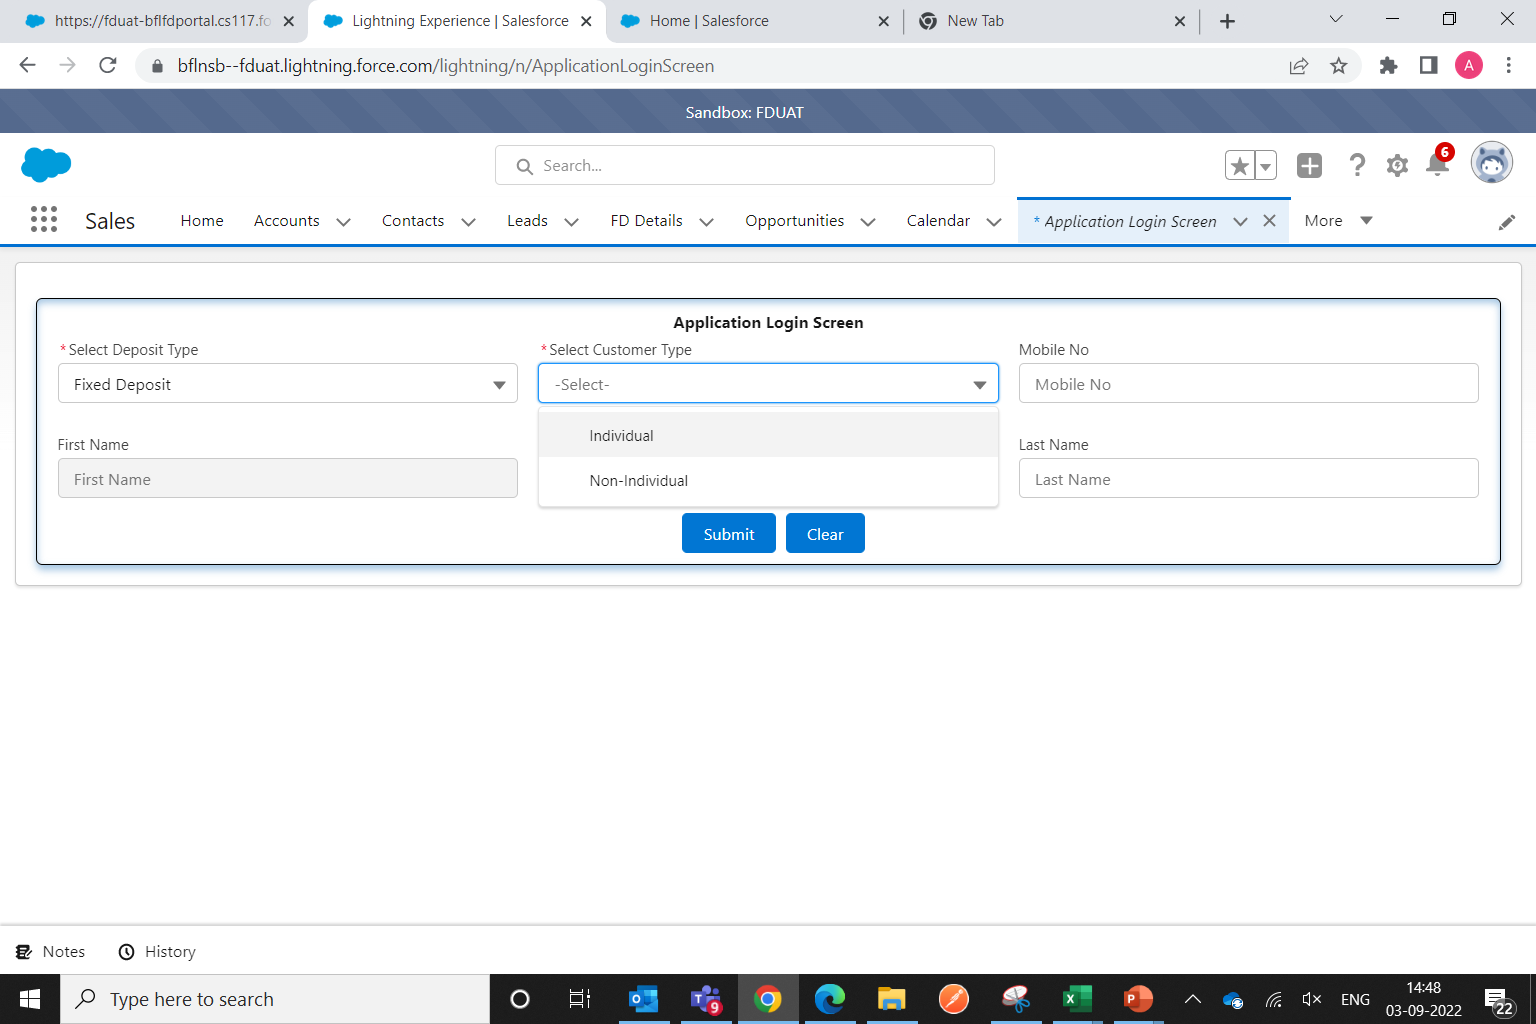 https://fduat-bflfdportal.cs117.fo
Lightning Experience | Salesforce
Home | Salesforce
New Tab
bflnsb--fduat.lightning.force.com/lightning/n/ApplicationLoginScreen
A
Sandbox: FDUAT
Search...
6
Sales
Home
Accounts
Contacts
Leads
FD Details
Opportunities
Calendar
* Application Login Screen
More
Application Login Screen
* Select Deposit Type
* Select Customer Type
Mobile No
Fixed Deposit
-Select-
Mobile No
Individual
First Name
Last Name
First Name
Non-Individual
Last Name
Submit
Clear
Notes
History
Type here to search
9
ENG
14:48
03-09-2022
22